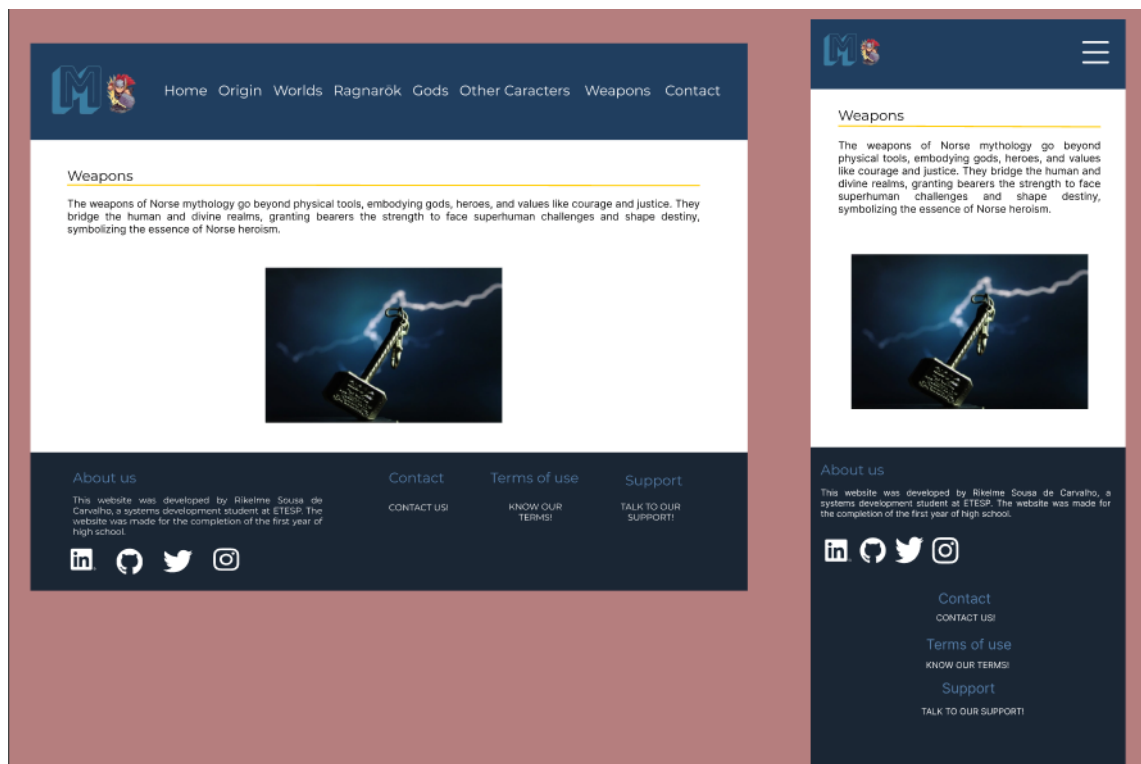 M
Home Origin Worlds Ragnarök Gods Other Caracters Weapons Contact
Weapons
The weapons of Norse mythology go beyond physical tools, embodying gods, heroes, and values like courage and justice. They
bridge the human and divine realms, granting bearers the strength to face superhuman challenges and shape destiny,
symbolizing the essence of Norse heroism.
About us
This website was developed by Rikelme Sousa de
Carvalho, a systems development student at ETESP. The
website was made for the completion of the first year of
high school.
in
Contact
CONTACT US!
Terms of use
KNOW OUR
TERMS!
Support
TALK TO OUR
SUPPORT!
M
Weapons
The weapons of Norse mythology go beyond
physical tools, embodying gods, heroes, and values
like courage and justice. They bridge the human and
divine realms, granting bearers the strength to face
superhuman challenges and shape destiny,
symbolizing the essence of Norse heroism.
About us
This website was developed by Rikelme Sousa de Carvalho, a
systems development student at ETESP. The website was made for
the completion of the first year of high school.
in
Contact
CONTACT US!
Terms of use
KNOW OUR TERMS!
Support
TALK TO OUR SUPPORT!